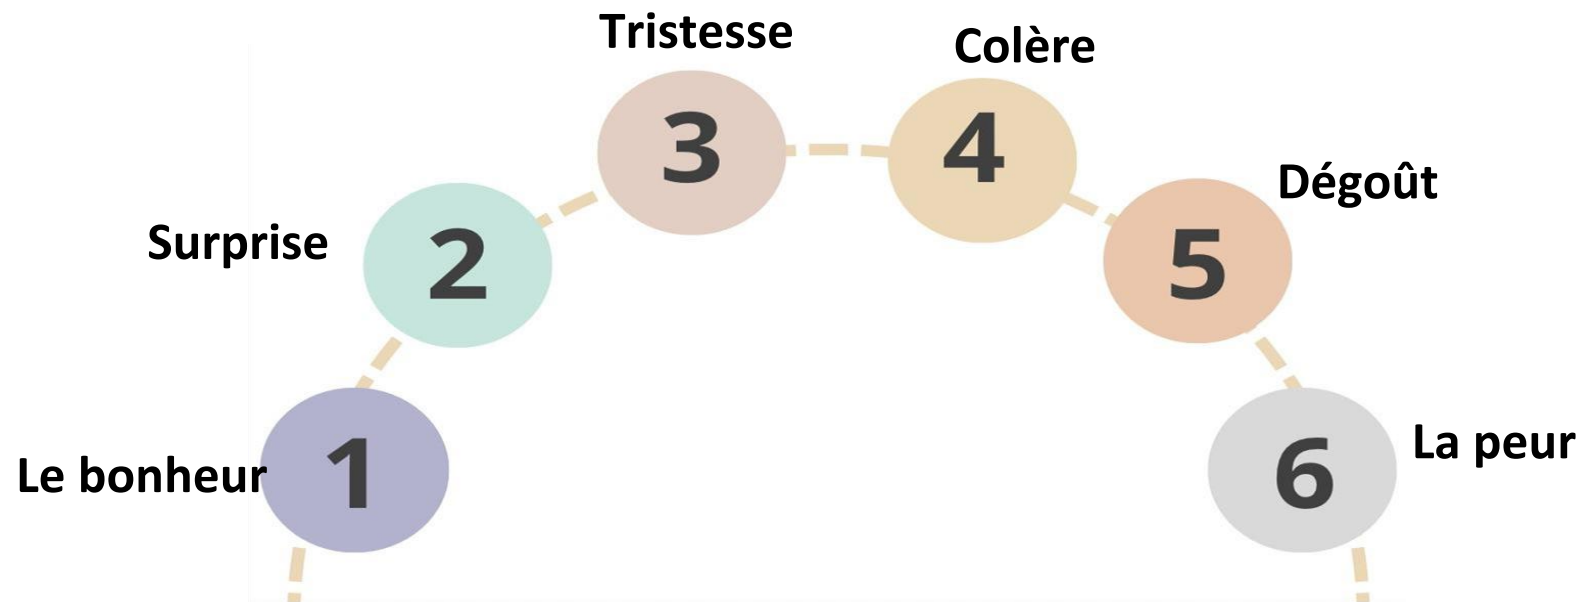 Le bonheur
1
Surprise
2
Tristesse
3
Colère
4
Dégoût
5
La peur
6